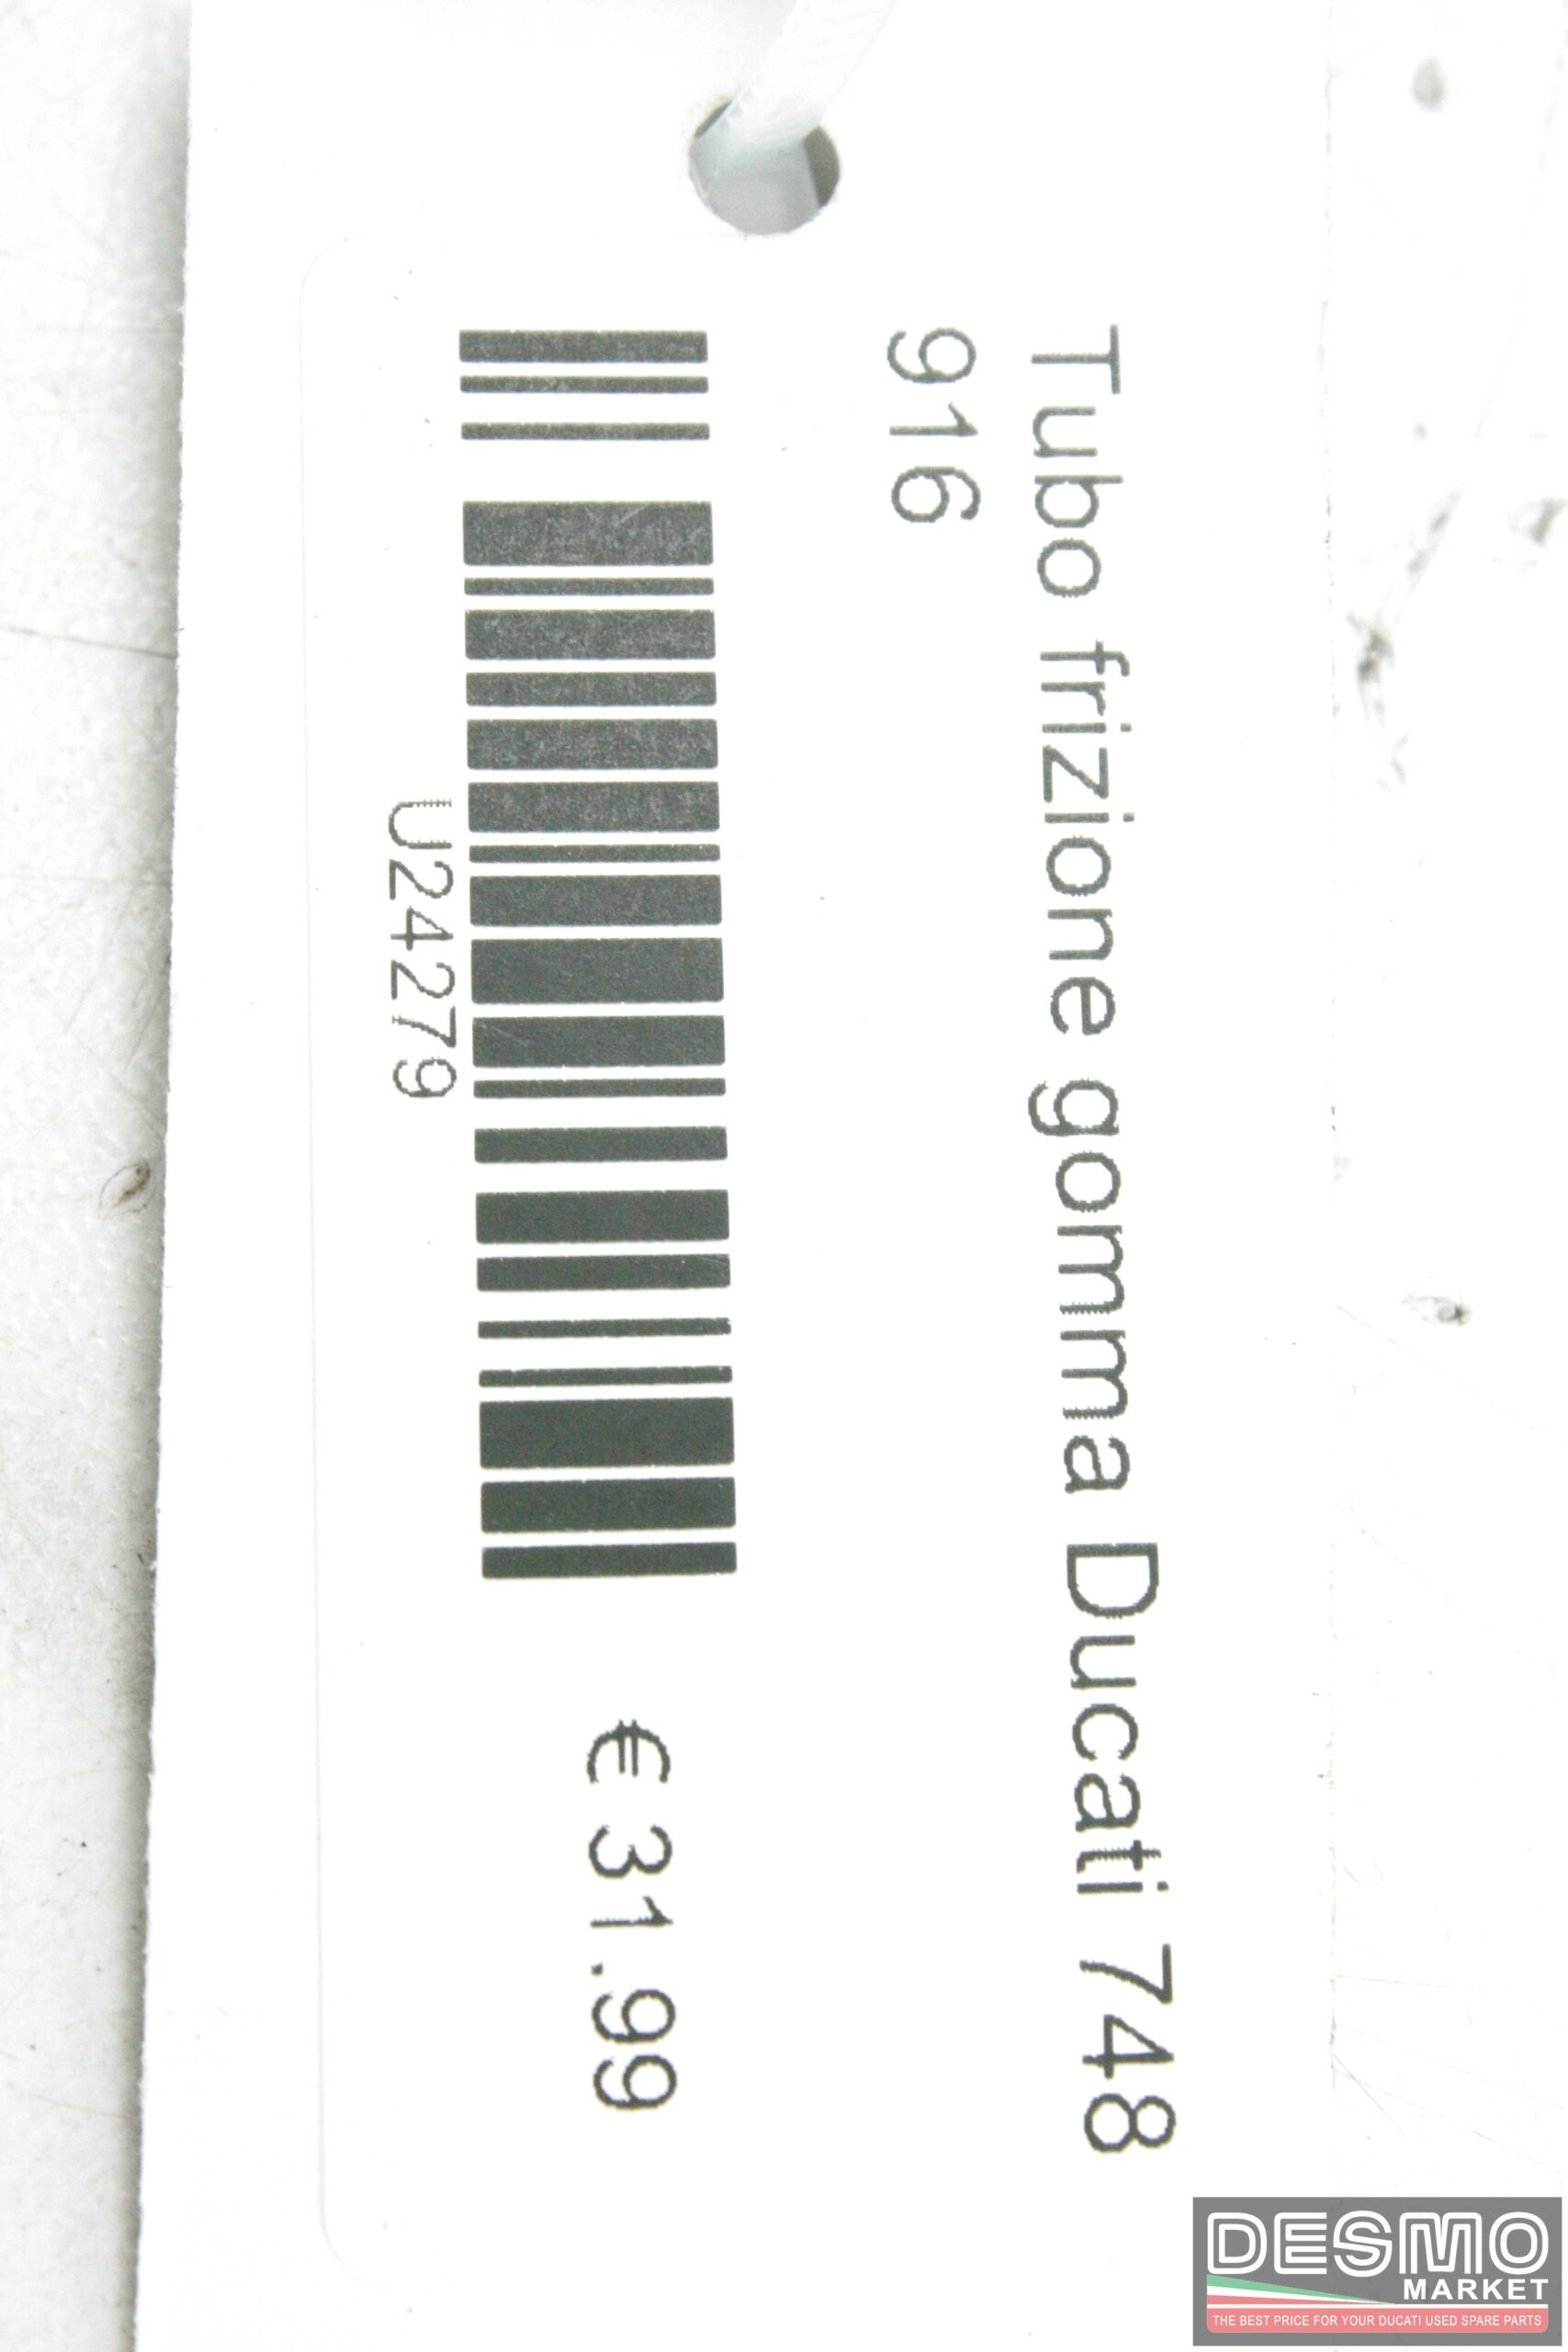 Tubo frizione gomma Ducati 748
916
U24279
€ 31.99
DESMO
MARKET
THE BEST PRICE FOR YOUR DUCATI USED SPARE PARTS